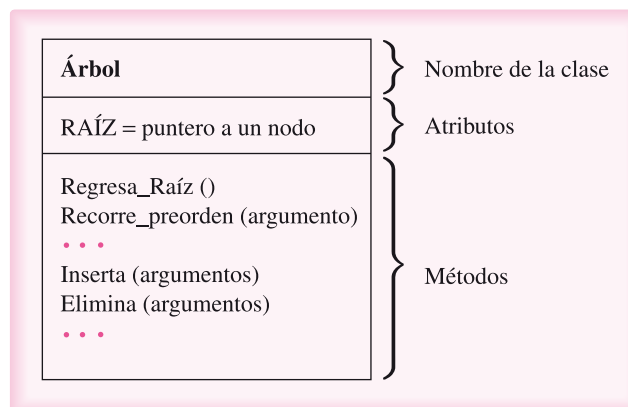 Árbol
Nombre de la clase
RAÍZ = puntero a un nodo
Atributos
Regresa_Raíz ()
Recorre_preorden (argumento)
• • •
Inserta (argumentos)
Elimina (argumentos)
• • •
Métodos